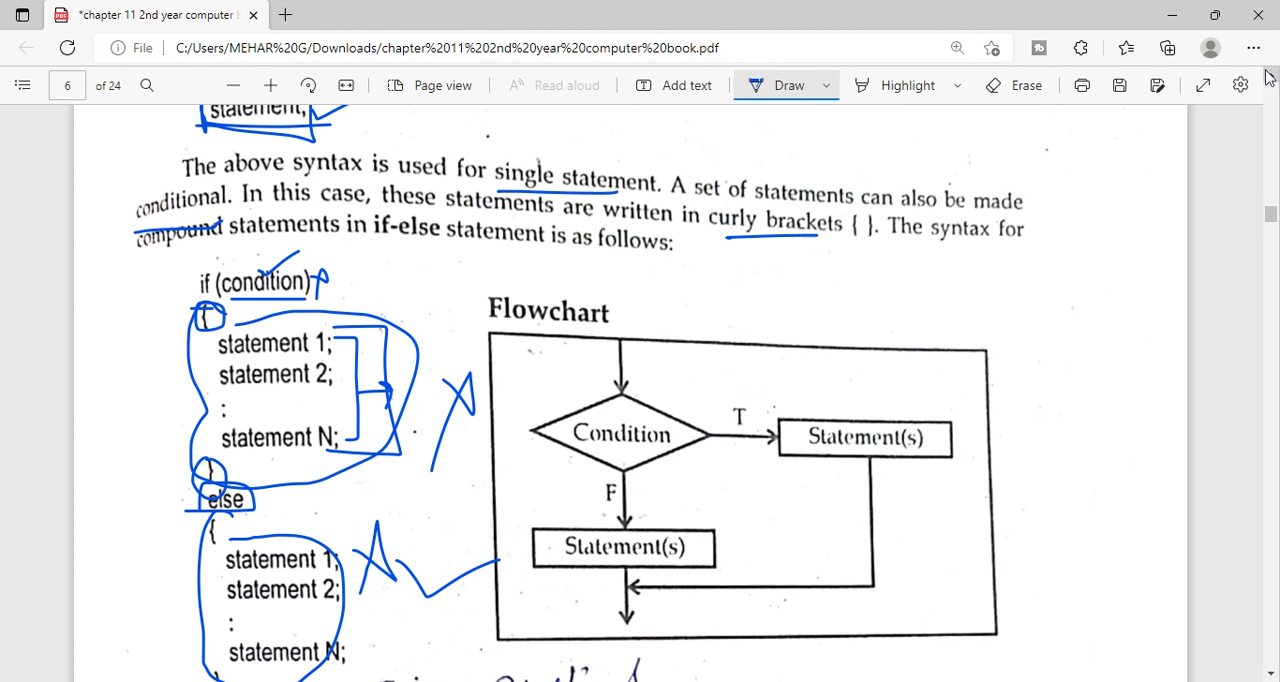 *chapter 11 2nd year computer b
File
C:/Users/MEHAR%20G/Downloads/chapter%2011%202nd%20year%20computer%20book.pdf
6
of 24
Page view
Read aloud
Add text
Draw
Highlight
Erase
statement;
The above syntax is used for single statement. A set of statements can also be made
conditional. In this case, these statements are written in curly brackets { }. The syntax for
compound statements in if-else statement is as follows:
if (condition)
{
statement 1;
statement 2;
:
statement N;
}
else
{
statement 1;
statement 2;
:
statement N;
}
Flowchart
Condition
T
Statement(s)
F
Statement(s)